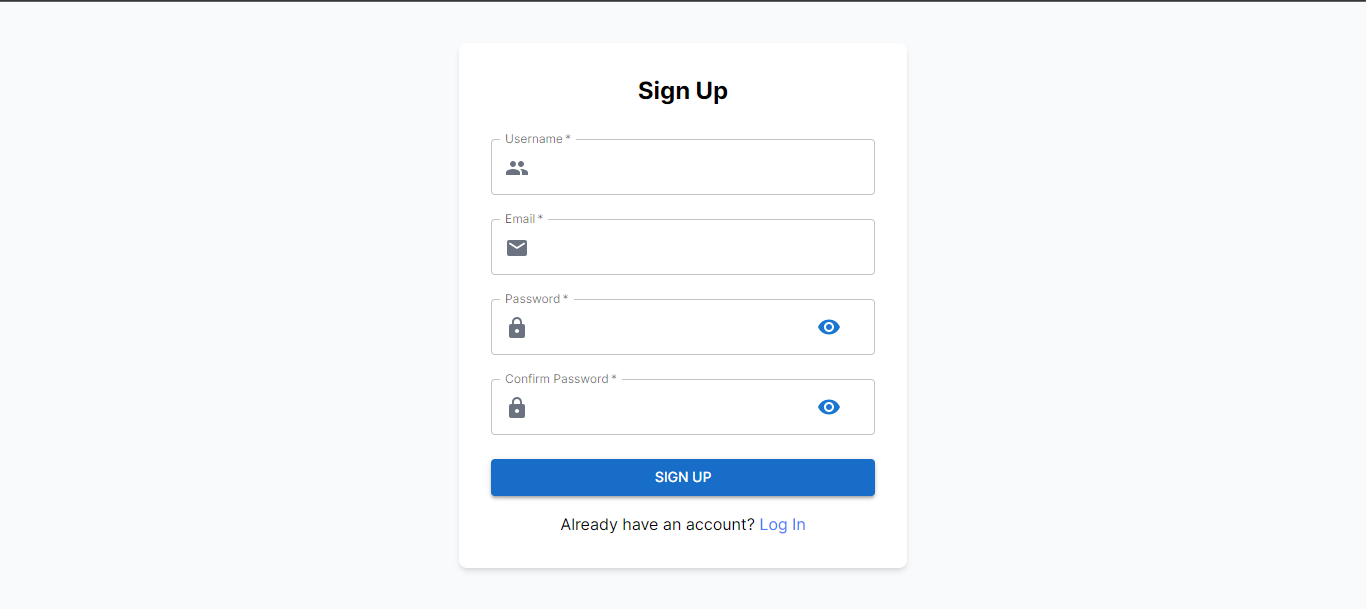 Sign Up
Username *
Email *
Password *
Confirm Password *
SIGN UP
Already have an account? Log In